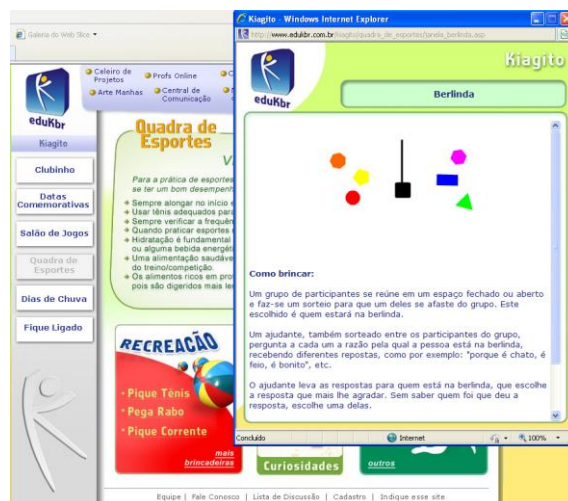 Galeria do Web Slice
eduKbr
Kiagito
Clubinho
Datas
Comemorativas
Salão de Jogos
Quadra de
Esportes
Dias de Chuva
Fique Ligado
Celeiro de
Projetos
Profs Online
Arte Manhas
Central de
Comunicação
Quadra de
Esportes
Para a prática de esportes
se ter um bom desempenho
Sempre alongar no início e
Usar tênis adequados para
Sempre verificar a frequên
Quando praticar esportes
Hidratação é fundamental
ou alguma bebida energéti
Uma alimentação saudáve
do treino/competição.
Os alimentos ricos em pro
pois são digeridos mais le
RECREAÇÃO
• Pique Tênis
• Pega Rabo
• Pique Corrente
mais
brincadeiras
Curiosidades
outros
Equipe | Fale Conosco | Lista de Discussão | Cadastro | Indique esse site
Kiagito - Windows Internet Explorer
http://www.edukbr.com.br/kiagito/quadra_de_esportes/janela_berlinda.asp
eduKbr
Kiagito
Berlinda
Como brincar:
Um grupo de participantes se reúne em um espaço fechado ou aberto
e faz-se um sorteio para que um deles se afaste do grupo. Este
escolhido é quem estará na berlinda.
Um ajudante, também sorteado entre os participantes do grupo,
pergunta a cada um a razão pela qual a pessoa está na berlinda,
recebendo diferentes repostas, como por exemplo: "porque é chato, é
feio, é bonito", etc.
O ajudante leva as respostas para quem está na berlinda, que escolhe
a resposta que mais lhe agradar. Sem saber quem foi que deu a
resposta, escolhe uma delas.
Concluído
Internet
100%